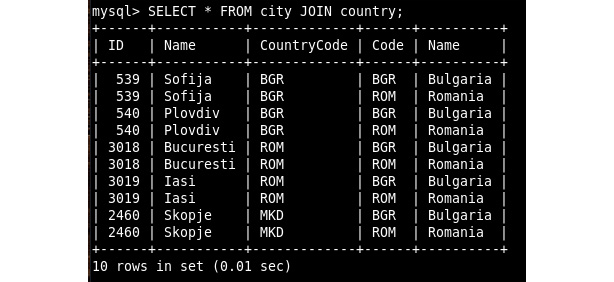 mysql> SELECT * FROM city JOIN country;
+------+-----------+-------------+------+----------+
| ID   | Name      | CountryCode | Code | Name     |
+------+-----------+-------------+------+----------+
|  539 | Sofija    | BGR         | BGR  | Bulgaria |
|  539 | Sofija    | BGR         | ROM  | Romania  |
|  540 | Plovdiv   | BGR         | BGR  | Bulgaria |
|  540 | Plovdiv   | BGR         | ROM  | Romania  |
| 3018 | Bucuresti | ROM         | BGR  | Bulgaria |
| 3018 | Bucuresti | ROM         | ROM  | Romania  |
| 3019 | Iasi      | ROM         | BGR  | Bulgaria |
| 3019 | Iasi      | ROM         | ROM  | Romania  |
| 2460 | Skopje    | MKD         | BGR  | Bulgaria |
| 2460 | Skopje    | MKD         | ROM  | Romania  |
+------+-----------+-------------+------+----------+
10 rows in set (0.01 sec)